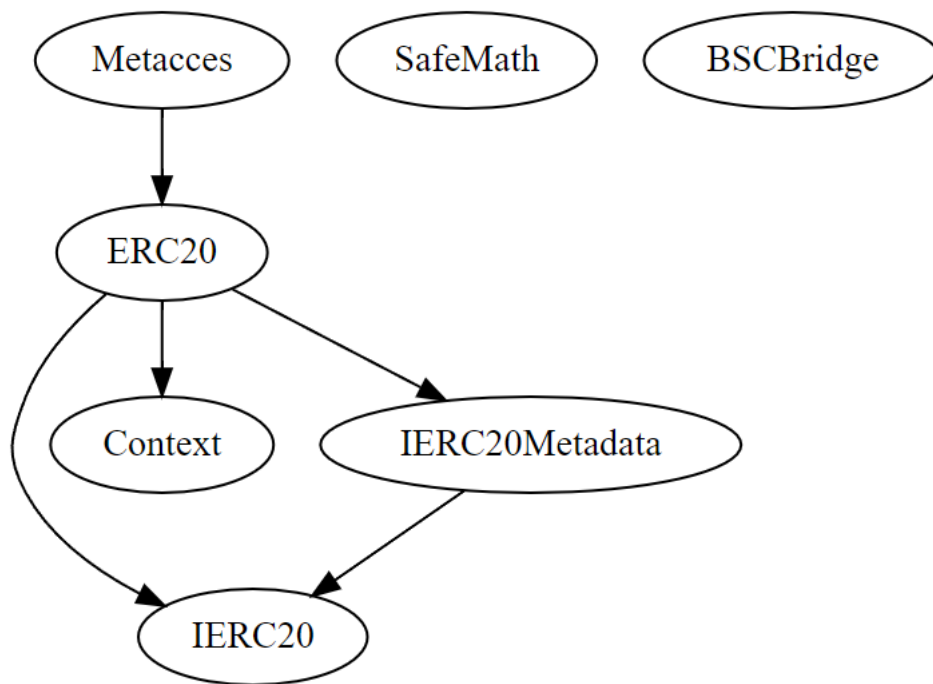 Metacces
SafeMath
BSCBridge
ERC20
Context
IERC20Metadata
IERC20